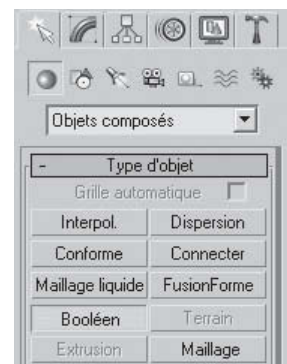 Objets composés
- Type d'objet
Grille automatique
Interpol. Dispersion
Conforme Connecter
Maillage liquide FusionForme
Booléen Terrain
Extrusion Maillage